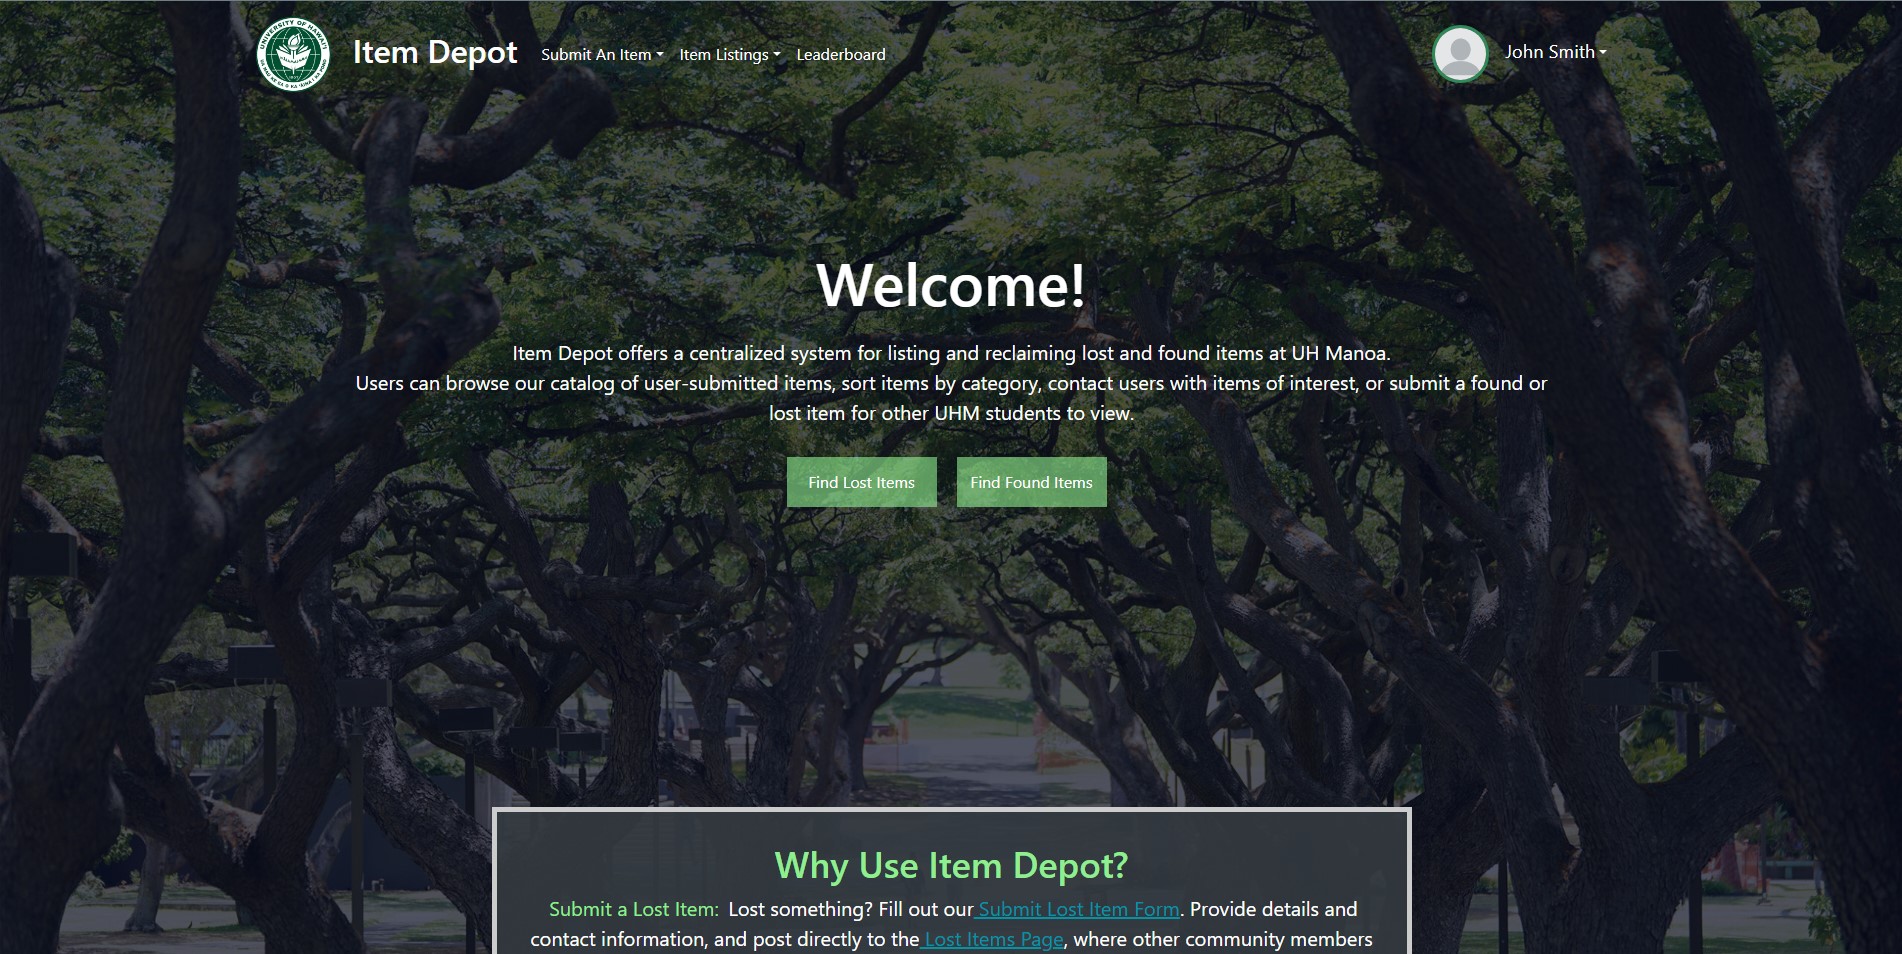 UNIVERSITY OF HAWAI'I
Item Depot
Submit An Item
Item Listings
Leaderboard
John Smith
Welcome!
Item Depot offers a centralized system for listing and reclaiming lost and found items at UH Manoa.
Users can browse our catalog of user-submitted items, sort items by category, contact users with items of interest, or submit a found or
lost item for other UHM students to view.
Find Lost Items
Find Found Items
Why Use Item Depot?
Submit a Lost Item: Lost something? Fill out our Submit Lost Item Form. Provide details and
contact information, and post directly to the Lost Items Page, where other community members